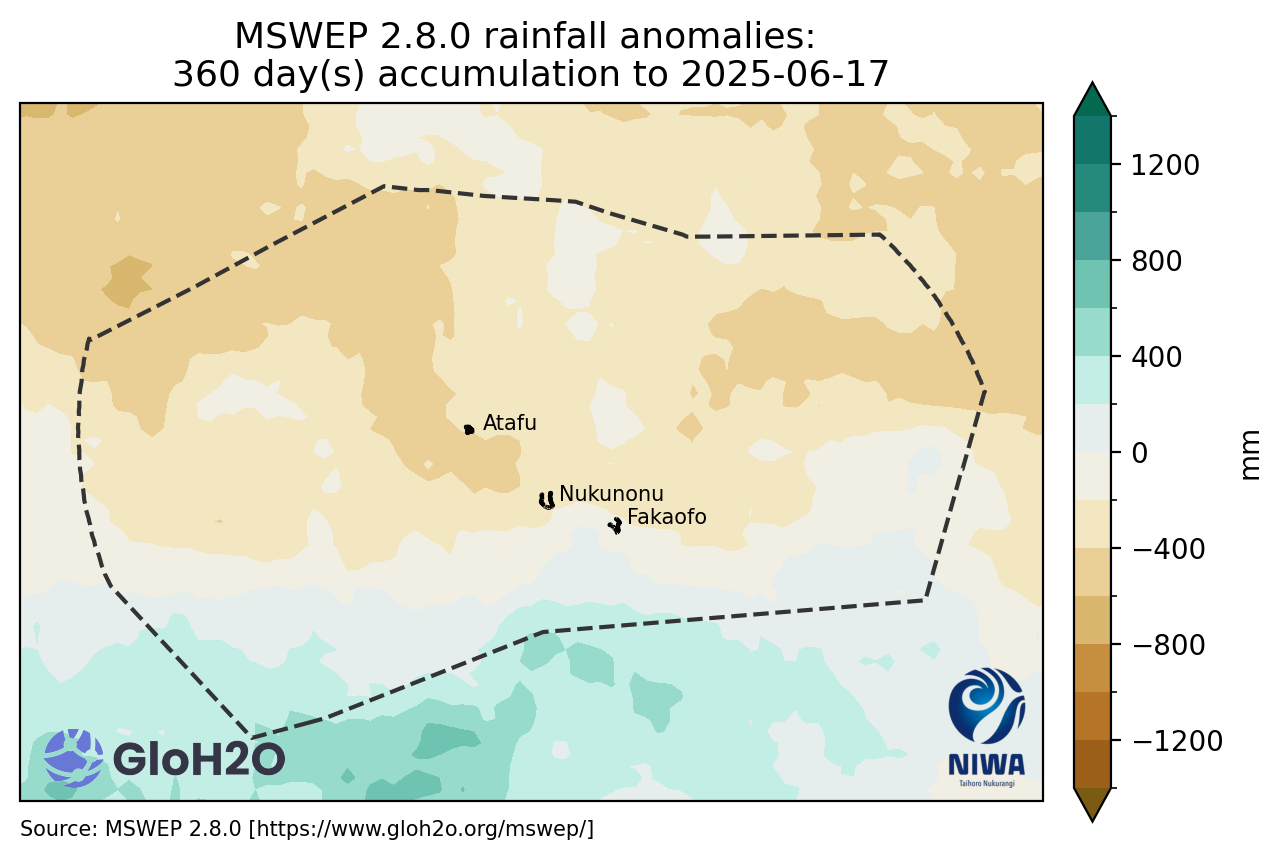 MSWEP 2.8.0 rainfall anomalies:
360 day(s) accumulation to 2025-06-17
1200
800
400
0
−400
−800
−1200
mm
Atafu
Nukunonu
Fakaofo
GloH2O
NIWA
Taihoro Nukurangi
Source: MSWEP 2.8.0 [https://www.gloh2o.org/mswep/]